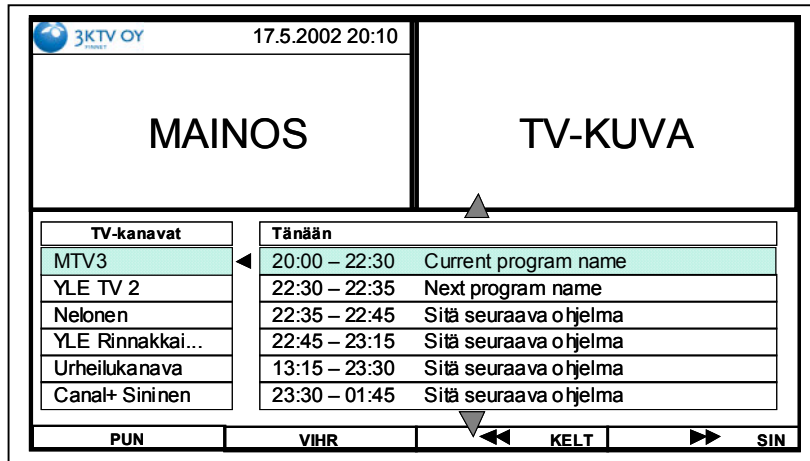 3KTV OY
FINNET
17.5.2002 20:10
MAINOS
TV-KUVA
TV-kanavat
Tänään
MTV3
20:00 – 22:30 Current program name
YLE TV 2
22:30 – 22:35 Next program name
Nelonen
22:35 – 22:45 Sitä seuraava ohjelma
YLE Rinnakkai...
22:45 – 23:15 Sitä seuraava ohjelma
Urheilukanava
13:15 – 23:30 Sitä seuraava ohjelma
Canal+ Sininen
23:30 – 01:45 Sitä seuraava ohjelma
PUN
VIHR
KELT
SIN